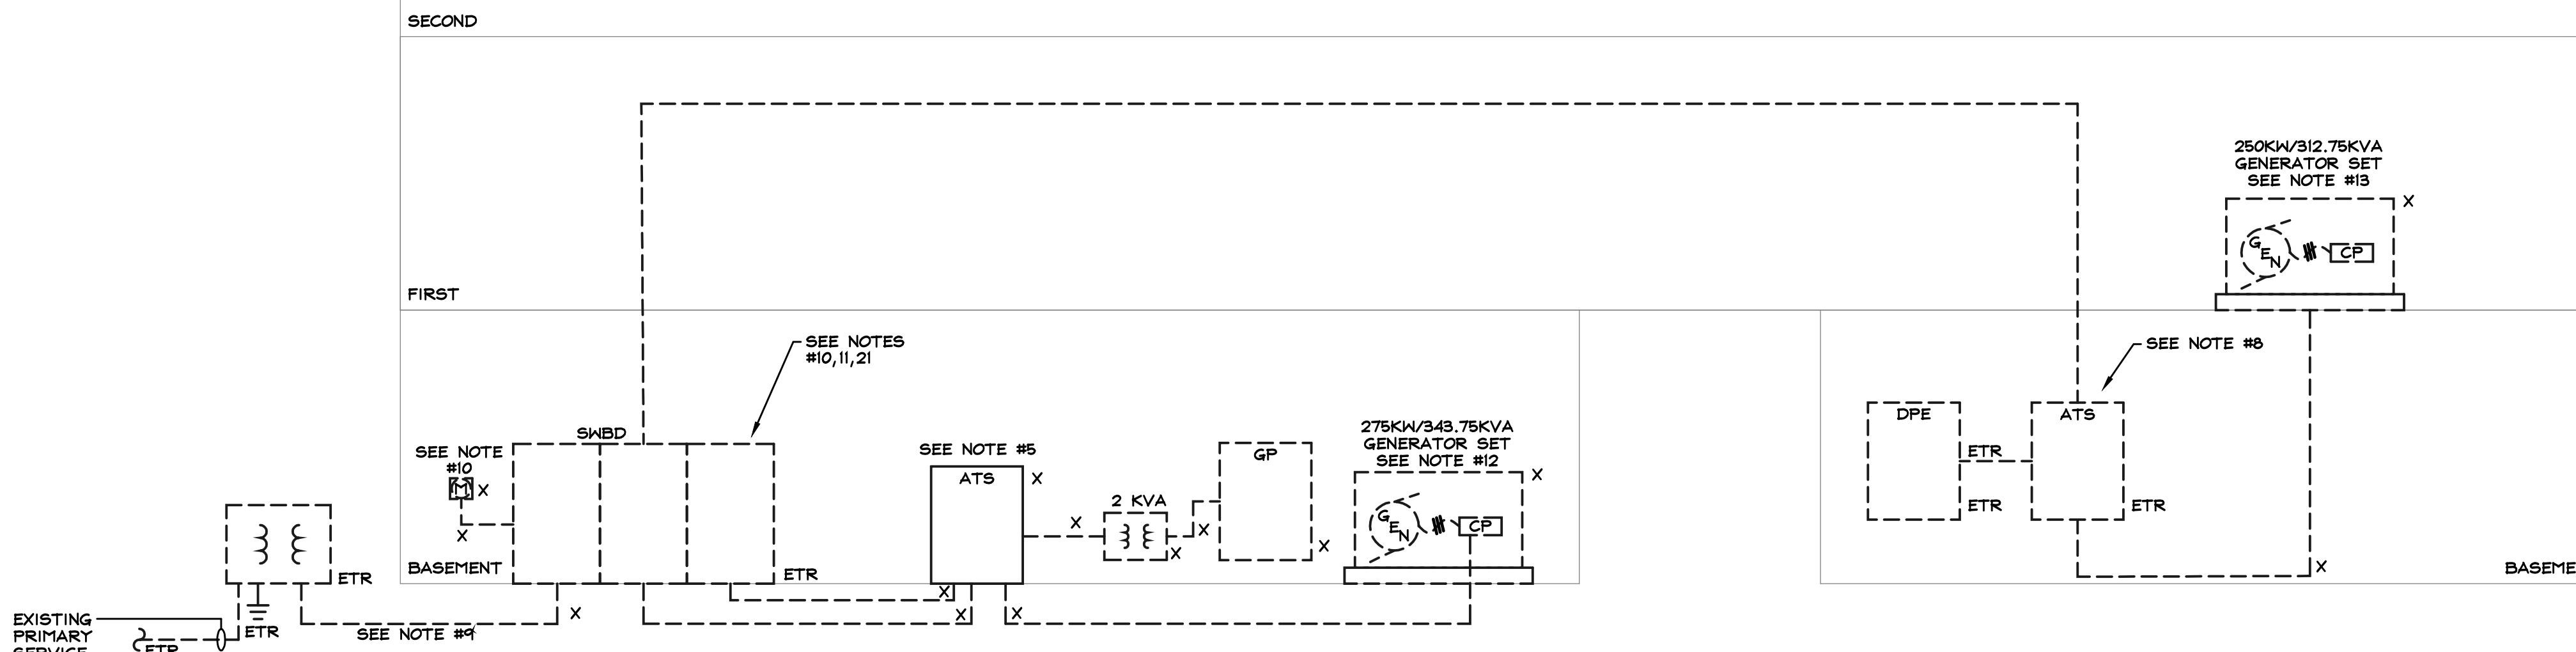 SECOND
250KW/312.75KVA
GENERATOR SET
SEE NOTE #13
X
GEN
CP
FIRST
SEE NOTES
#10,11,21
SEE NOTE #8
SWBD
SEE NOTE
#10
M
X
X
SEE NOTE #5
ATS
X
X
2 KVA
X
X
GP
X
275KW/343.75KVA
GENERATOR SET
SEE NOTE #12
X
GEN
CP
DPE
ETR
ETR
ATS
ETR
X
BASEMENT
ETR
BASEME
ETR
X
X
X
X
EXISTING
PRIMARY
SERVICE
ETR
ETR
SEE NOTE #9